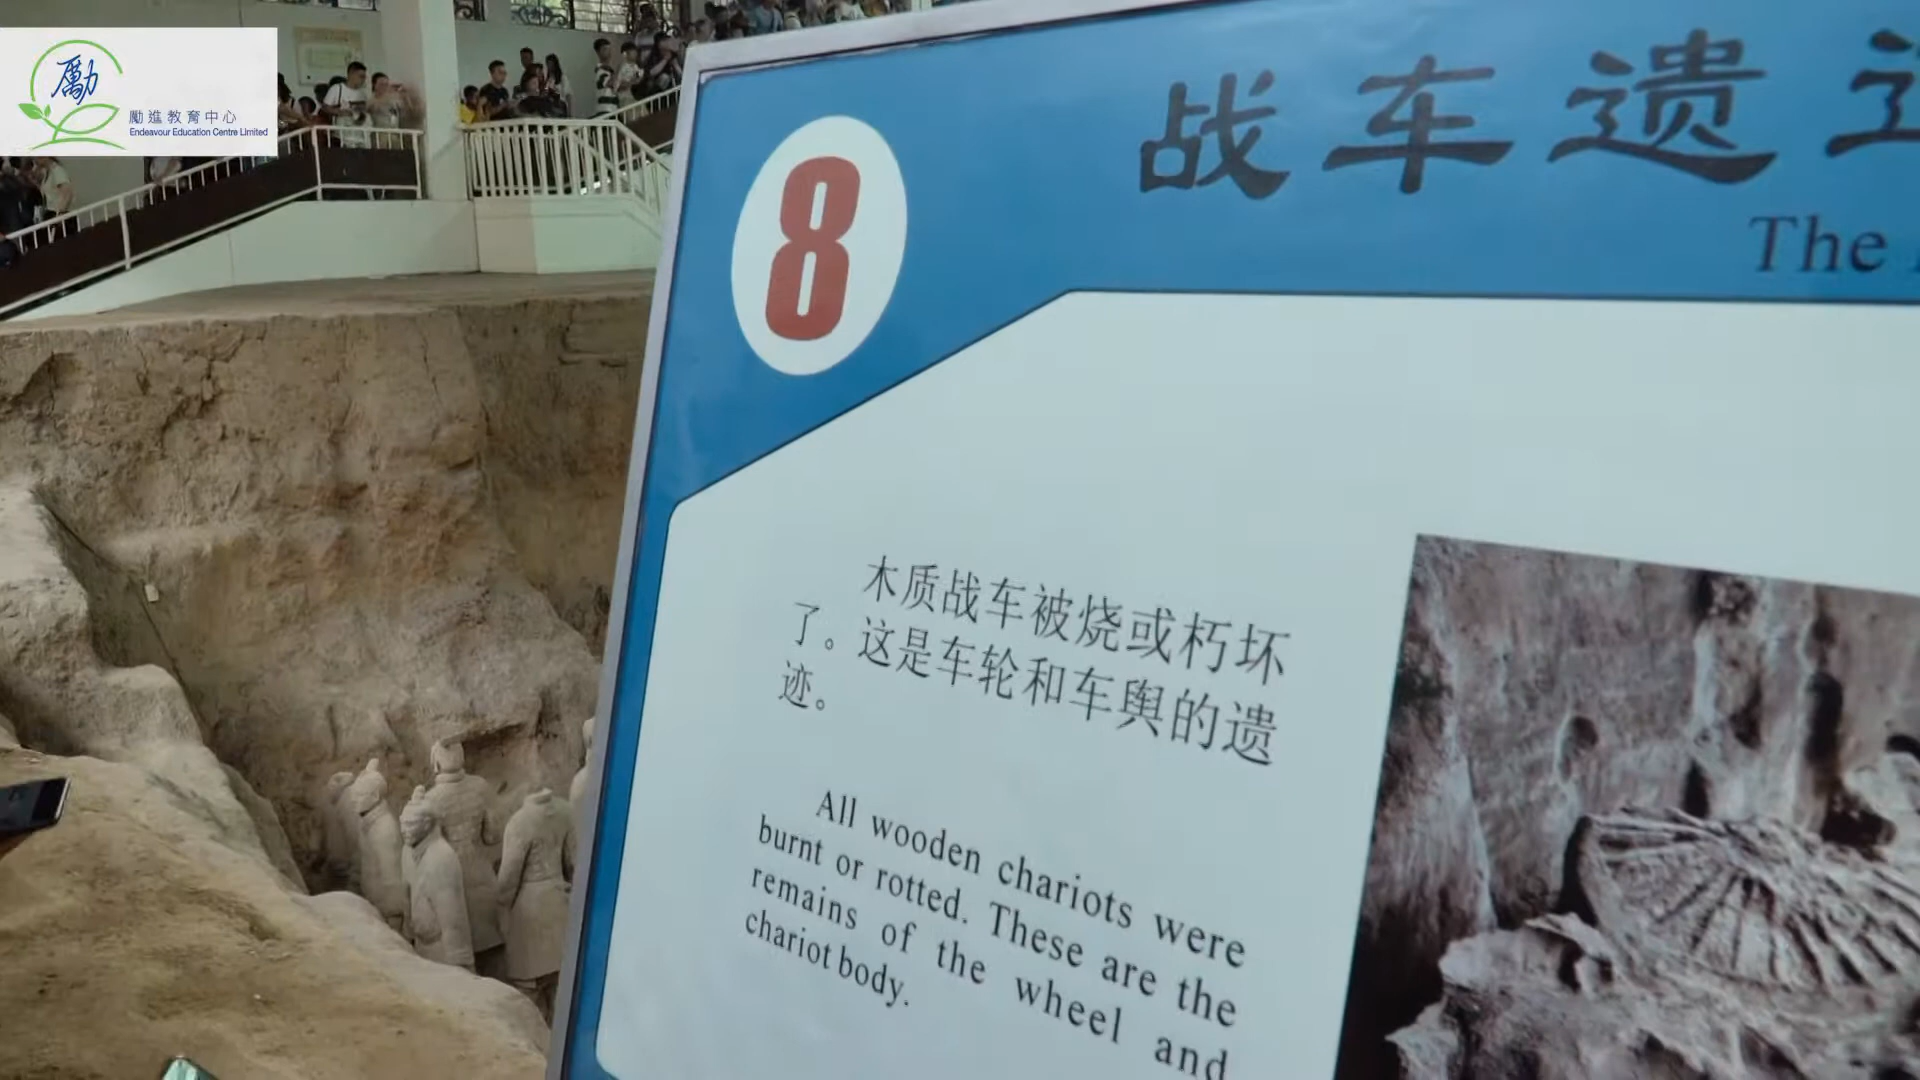 勵
勵進教育中心
Endeavour Education Centre Limited
8
战车遗
The
木质战车被烧或朽坏
了。这是车轮和车舆的遗
迹。
All wooden chariots were
burnt or rotted. These are the
remains of the wheel and
chariot body.